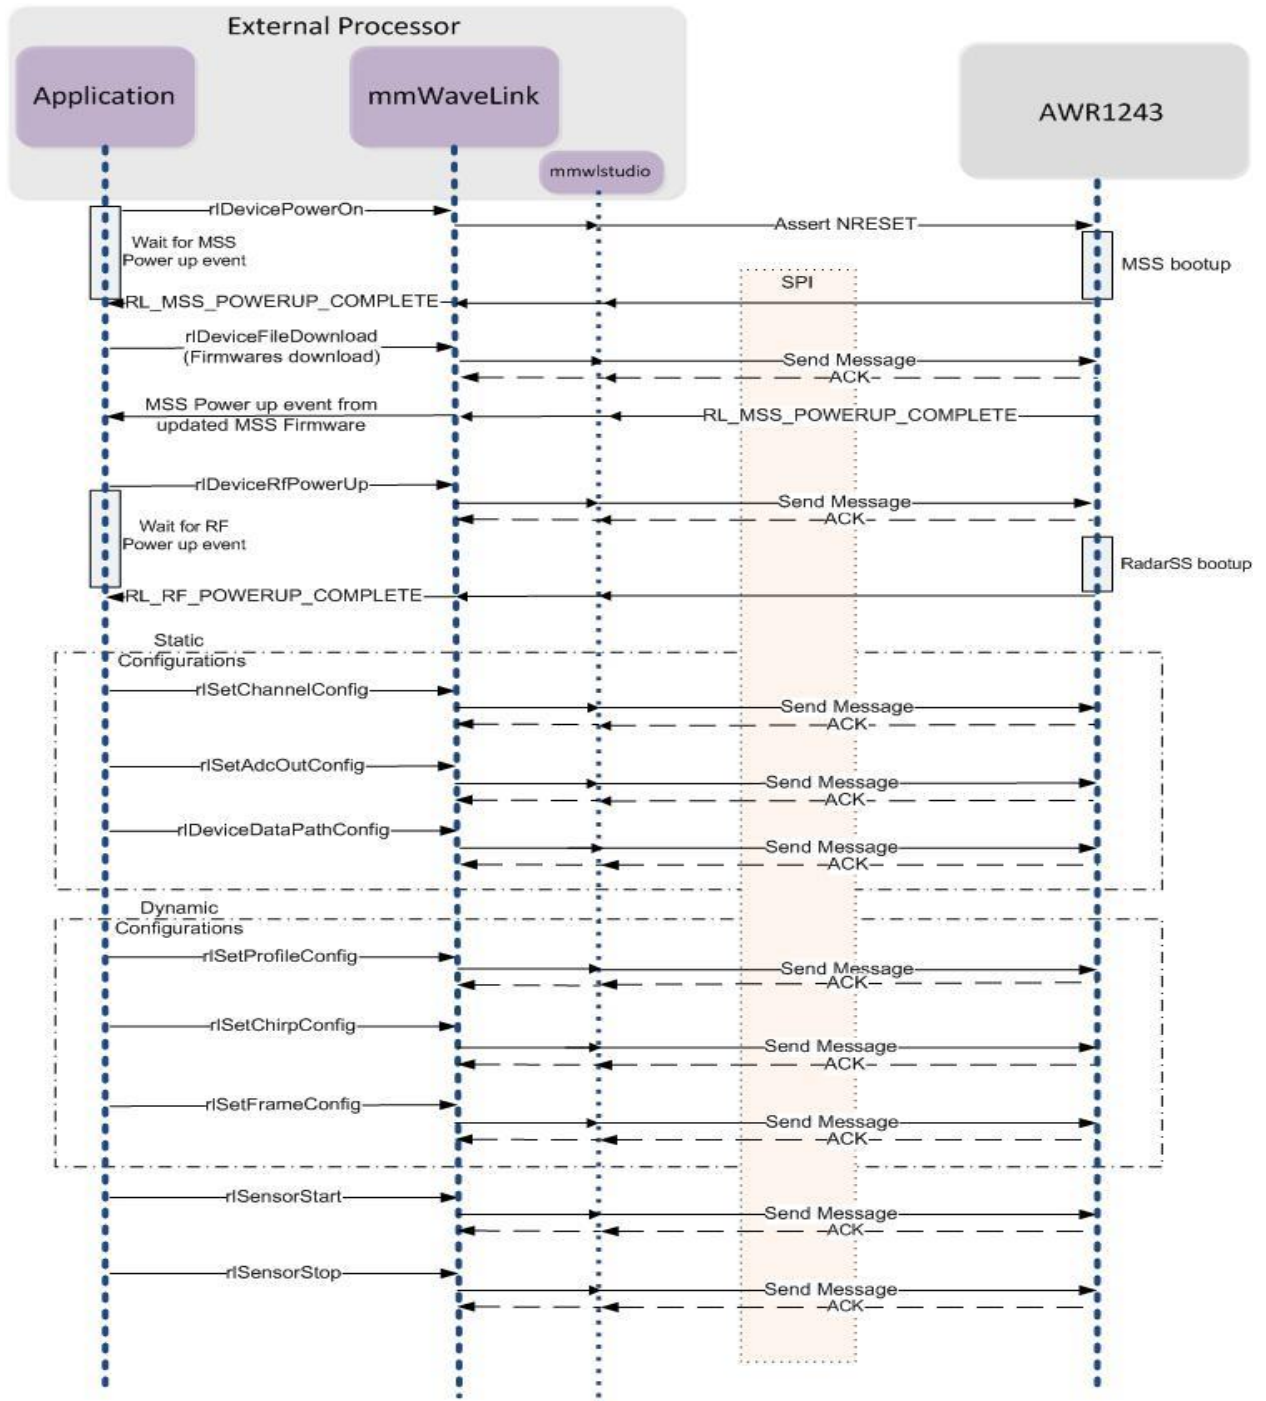 External Processor
Application
mmWaveLink
AWR1243
mmwlstudio
rlDevicePowerOn
Assert NRESET
Wait for MSS
Power up event
MSS bootup
SPI
RL_MSS_POWERUP_COMPLETE
rlDeviceFileDownload
(Firmwares download)
Send Message
ACK
MSS Power up event from
updated MSS Firmware
RL_MSS_POWERUP_COMPLETE
rlDeviceRfPowerUp
Send Message
ACK
Wait for RF
Power up event
RadarSS bootup
RL_RF_POWERUP_COMPLETE
Static
Configurations
rlSetChannelConfig
Send Message
ACK
rlSetAdcOutConfig
Send Message
ACK
rlDeviceDataPathConfig
Send Message
ACK
Dynamic
Configurations
rlSetProfileConfig
Send Message
ACK
rlSetChirpConfig
Send Message
ACK
rlSetFrameConfig
Send Message
ACK
rlSensorStart
Send Message
ACK
rlSensorStop
Send Message
ACK